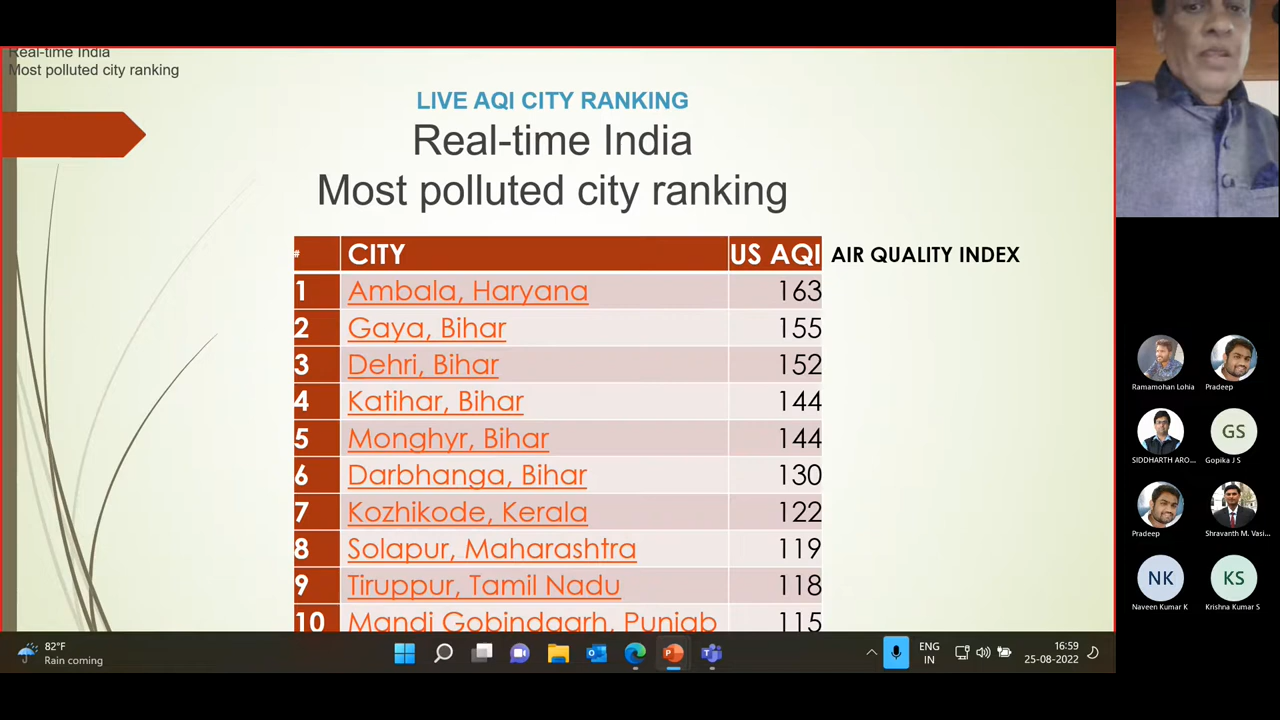 Real-time India
Most polluted city ranking
LIVE AQI CITY RANKING
Real-time India
Most polluted city ranking
# CITY US AQI AIR QUALITY INDEX
1 Ambala, Haryana 163
2 Gaya, Bihar 155
3 Dehri, Bihar 152
4 Katihar, Bihar 144
5 Monghyr, Bihar 144
6 Darbhanga, Bihar 130
7 Kozhikode, Kerala 122
8 Solapur, Maharashtra 119
9 Tiruppur, Tamil Nadu 118
10 Mandi Gobindgarh, Punjab 115
Ramamohan Lohia Pradeep
GS
SIDDHARTH ARO... Gopika J S
Pradeep Shravanth M. Vasi...
NK KS
Naveen Kumar K Krishna Kumar S
82°F
Rain coming
ENG
IN
16:59
25-08-2022